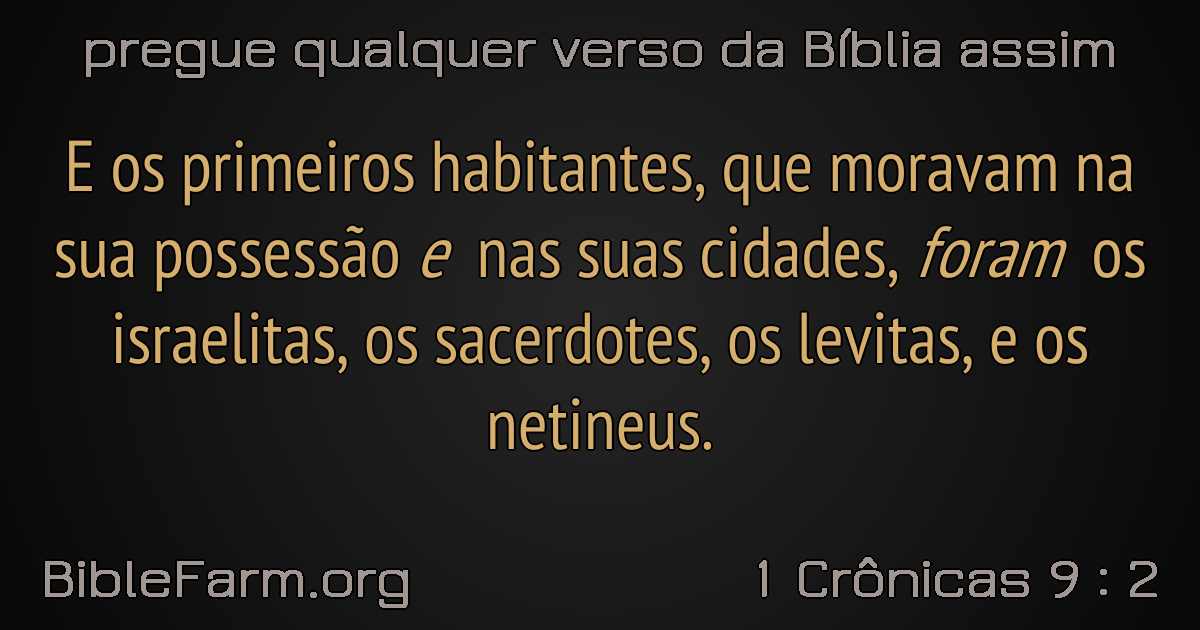 pregue qualquer verso da Bíblia assim
E os primeiros habitantes, que moravam na
sua possessão e nas suas cidades, foram os
israelitas, os sacerdotes, os levitas, e os
netineus.
BibleFarm.org
1 Crônicas 9 : 2